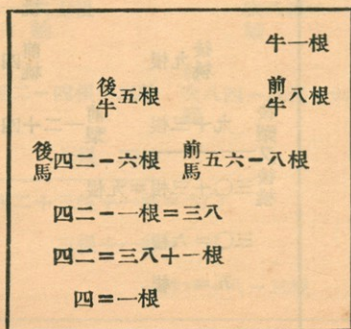 牛一根
後牛五根 前牛八根
後馬四二−六根 前馬五六−八根
四二−一根=三八
四二=三八+一根
四=一根